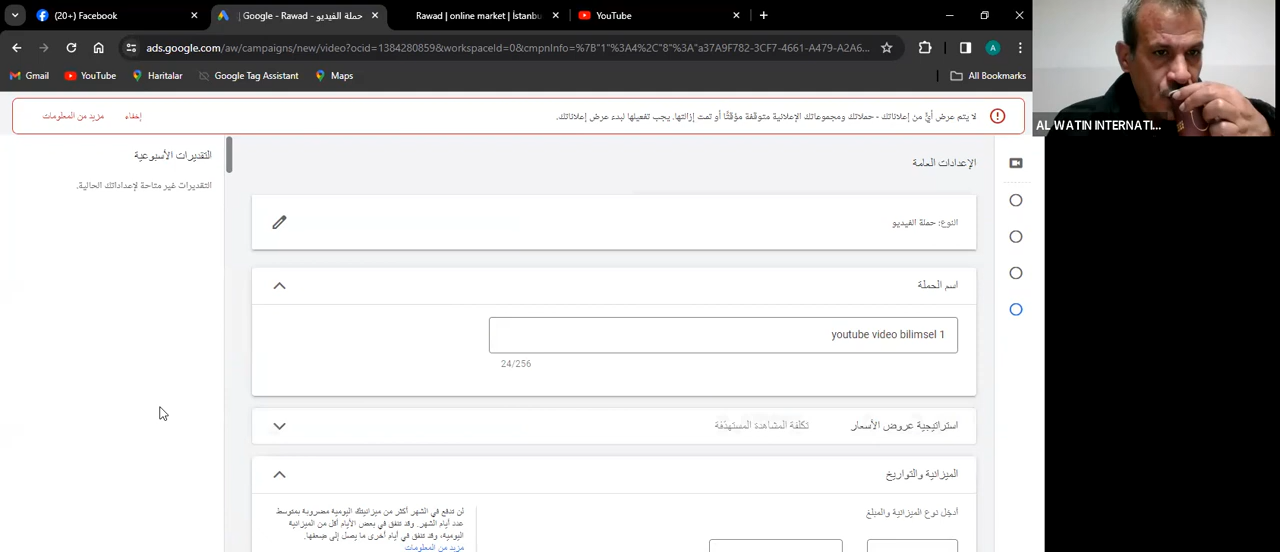 (20+) Facebook
حملة الفيديو - Google - Rawad
Rawad | online market | İstanbu
YouTube
ads.google.com/aw/campaigns/new/video?ocid=1384280859&workspaceId=0&cmpnInfo=%7B"1"%3A4%2C"8"%3A"a37A9F782-3CF7-4661-A479-A2A6...
A
Gmail
YouTube
Haritalar
Google Tag Assistant
Maps
All Bookmarks
AL WATIN INTERNATI...
لا يتم عرض أيٍّ من إعلاناتك - حملاتك ومجموعاتك الإعلانية متوقفة مؤقتًا أو تمت إزالتها. يجب تفعيلها لبدء عرض إعلاناتك.
إخفاء
مزيد من المعلومات
التقديرات الأسبوعية
التقديرات غير متاحة لإعداداتك الحالية.
الإعدادات العامة
النوع: حملة الفيديو
اسم الحملة
youtube video bilimsel 1
24/256
استراتيجية عروض الأسعار
تكلفة المشاهدة المستهدَفة
الميزانية والتواريخ
أدخِل نوع الميزانية والمبلغ
لن تدفع في الشهر أكثر من ميزانيتك اليومية مضروبة بمتوسط
عدد أيام الشهر. وقد تنفق في بعض الأيام أقل من الميزانية
اليومية، وقد تنفق في أيام أخرى ما يصل إلى ضِعفها.
مزيد من المعلومات